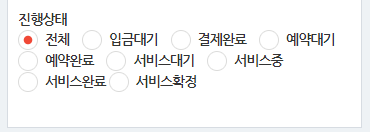 진행상태
전체 입금대기 결제완료 예약대기
예약완료 서비스대기 서비스중
서비스완료 서비스확정